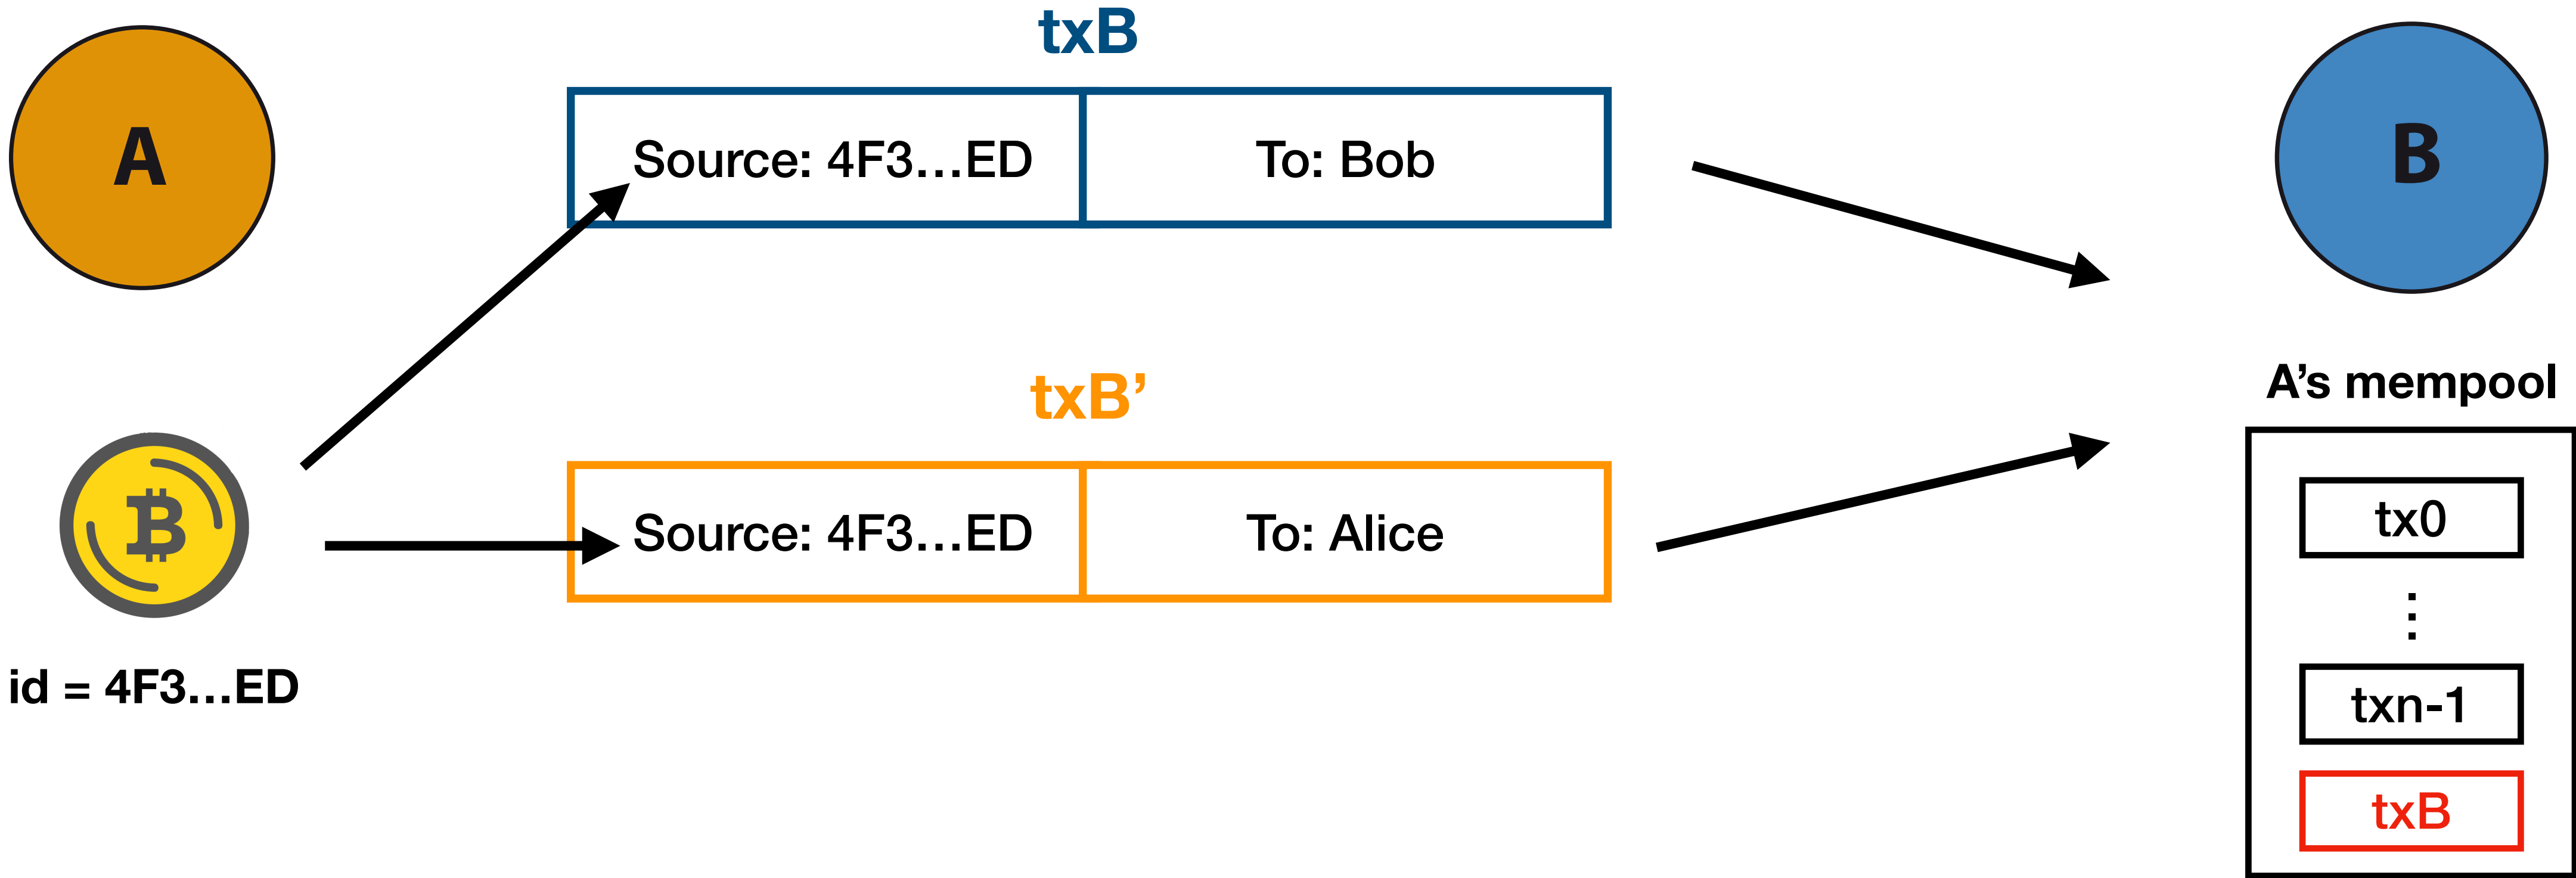 txB
A
Source: 4F3...ED
To: Bob
B
txB’
A’s mempool
Source: 4F3...ED
To: Alice
tx0
⋮
txn-1
id = 4F3...ED
txB